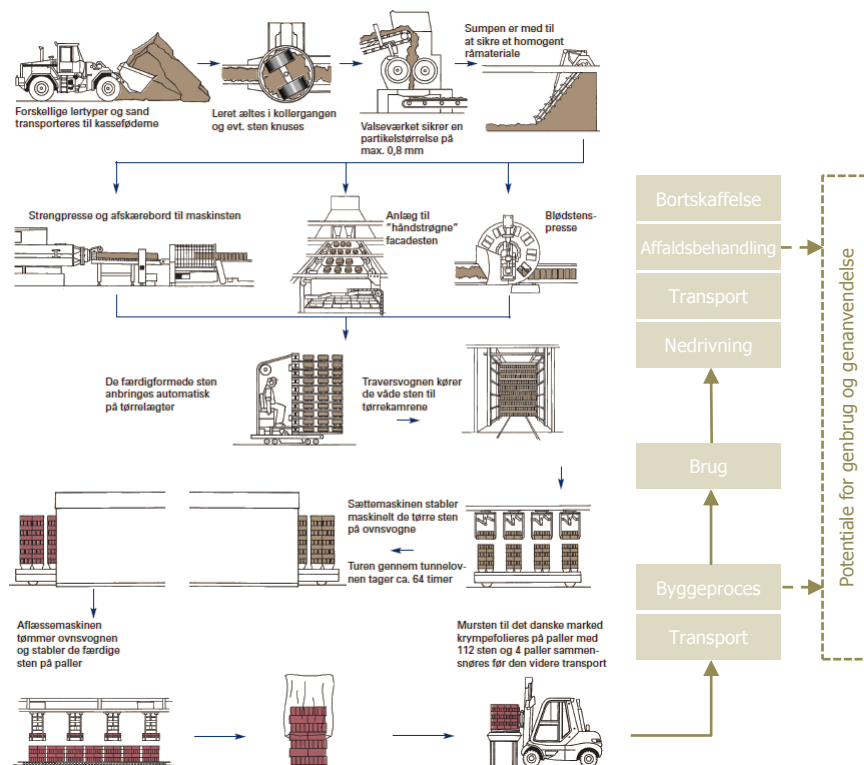 Forskellige lertyper og sand
transporteres til kasseføderne
Leret æltes i kollergangen
og evt. sten knuses
Valseværket sikrer en
partikelstørrelse på
max. 0,8 mm
Sumpen er med til
at sikre et homogent
råmateriale
Strengpresse og afskærebord til maskinsten
Anlæg til
"håndstrøgne"
facadesten
Blødstens-
presse
De færdigformede sten
anbringes automatisk
på tørrelægter
Traversvognen kører
de våde sten til
tørrekamrene
Sættemaskinen stabler
maskinelt de tørre sten
på ovnsvogne
Turen gennem tunnelov-
nen tager ca. 64 timer
Aflæssemaskinen
tømmer ovnsvognen
og stabler de færdige
sten på paller
Mursten til det danske marked
krympefolieres på paller med
112 sten og 4 paller sammen-
snøres før den videre transport
Bortskaffelse
Affaldsbehandling
Transport
Nedrivning
Brug
Byggeproces
Transport
Potentiale for genbrug og genanvendelse